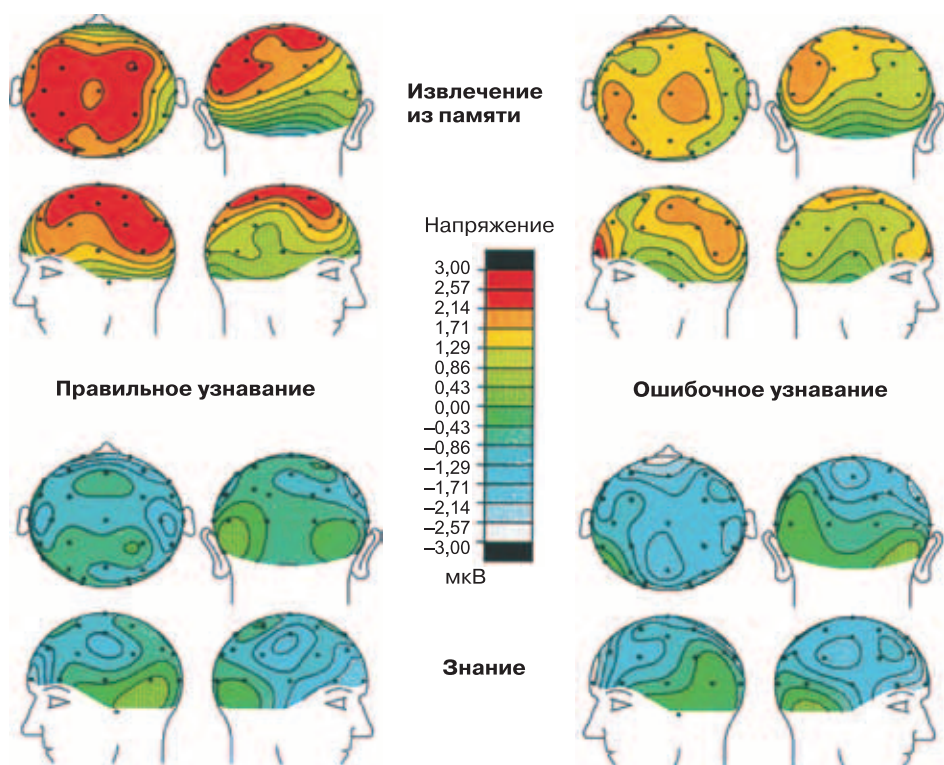 Извлечение
из памяти
Напряжение
3,00
2,57
2,14
1,71
1,29
0,86
0,43
0,00
–0,43
–0,86
–1,29
–1,71
–2,14
–2,57
–3,00
мкВ
Правильное узнавание
Ошибочное узнавание
Знание